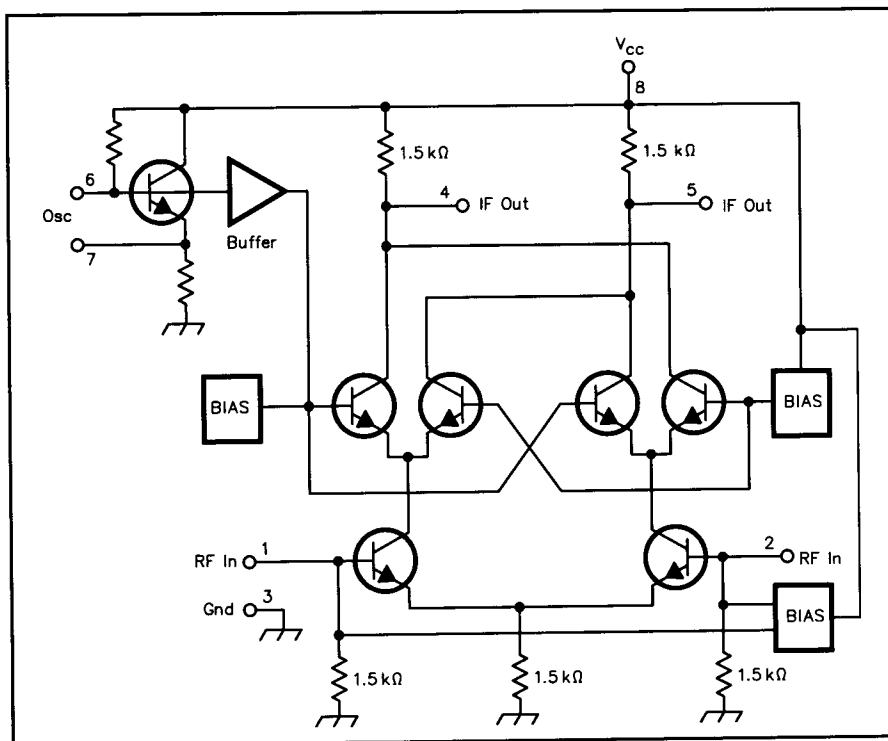 V_CC
8
1.5 kΩ
1.5 kΩ
6
Osc
7
Buffer
4
IF Out
5
IF Out
BIAS
BIAS
RF In
1
2
RF In
Gnd
3
BIAS
1.5 kΩ
1.5 kΩ
1.5 kΩ